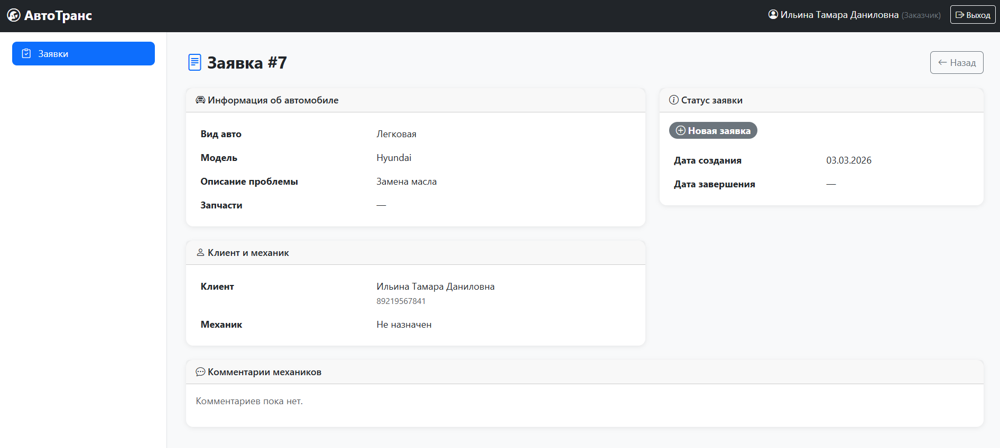 АвтоТранс
Ильина Тамара Даниловна (Заказчик)
Выход
Заявки
Заявка #7
Назад
Информация об автомобиле
Вид авто Легковая
Модель Hyundai
Описание проблемы Замена масла
Запчасти —
Статус заявки
Новая заявка
Дата создания 03.03.2026
Дата завершения —
Клиент и механик
Клиент Ильина Тамара Даниловна
89219567841
Механик Не назначен
Комментарии механиков
Комментариев пока нет.